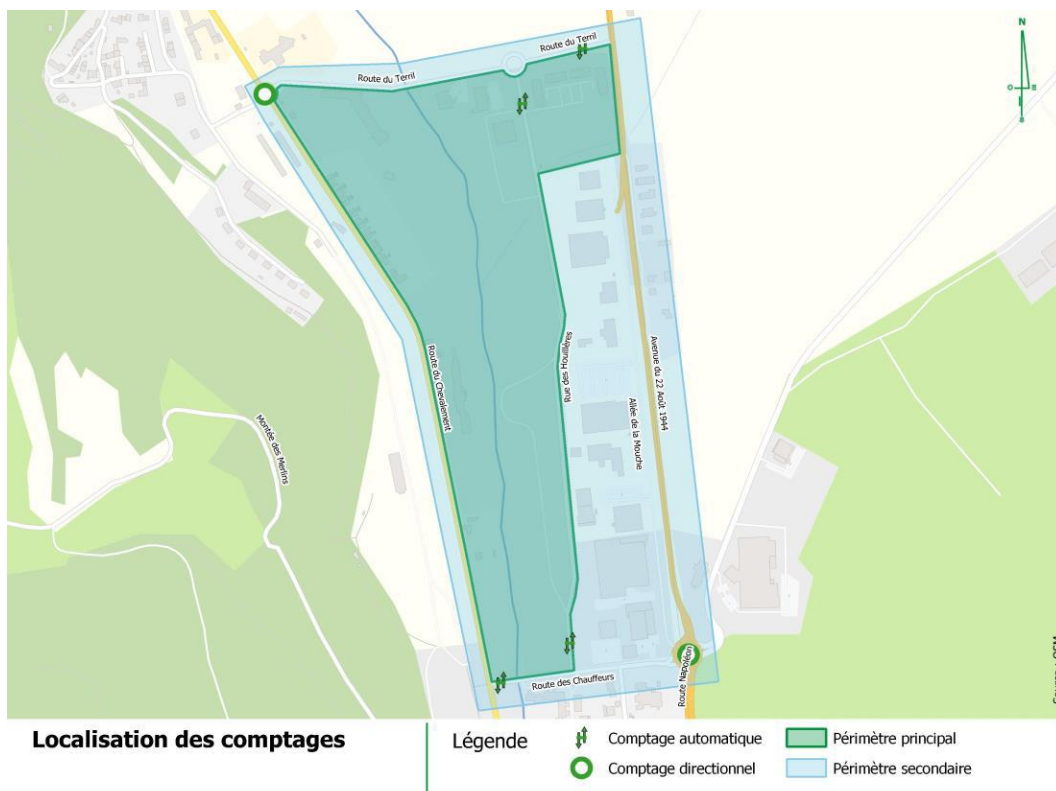 Route du Terril
Route du Terril
N
O
E
S
Route du Chevalement
Rue des Houillères
Avenue du 22 Août 1944
Allée de la Mouche
Montée des Merlins
Route des Chauffeurs
Route Napoléon
Source : OSM
Localisation des comptages
Légende
Comptage automatique
Périmètre principal
Comptage directionnel
Périmètre secondaire